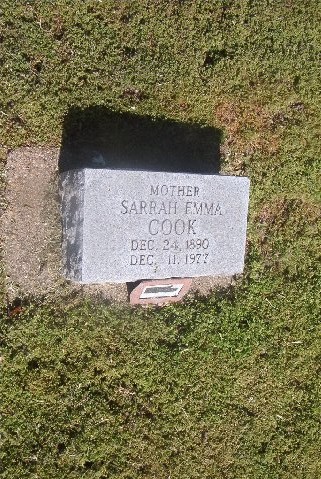 MOTHER
SARRAH EMMA
COOK
DEC. 24, 1890
DEC. 11, 1977